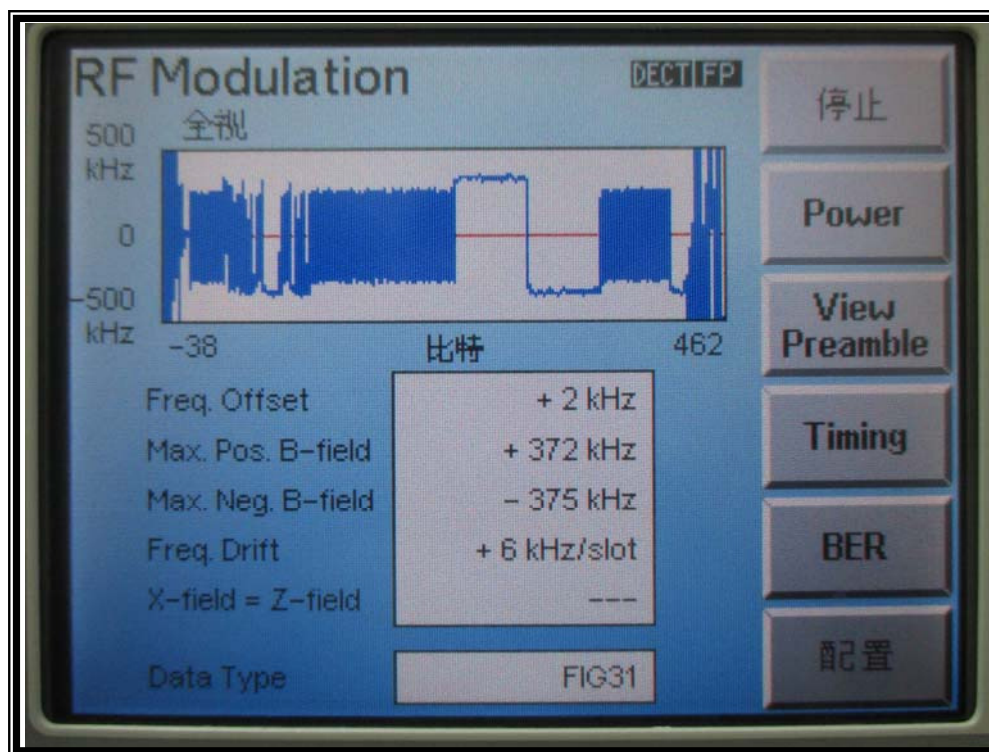 RF Modulation DECT FP
停止
500 全視
kHz
0
-500
kHz -38 比特 462
Power
View
Preamble
Timing
BER
配置
Freq. Offset + 2 kHz
Max. Pos. B-field + 372 kHz
Max. Neg. B-field - 375 kHz
Freq. Drift + 6 kHz/slot
X-field = Z-field ---
Data Type FIG31